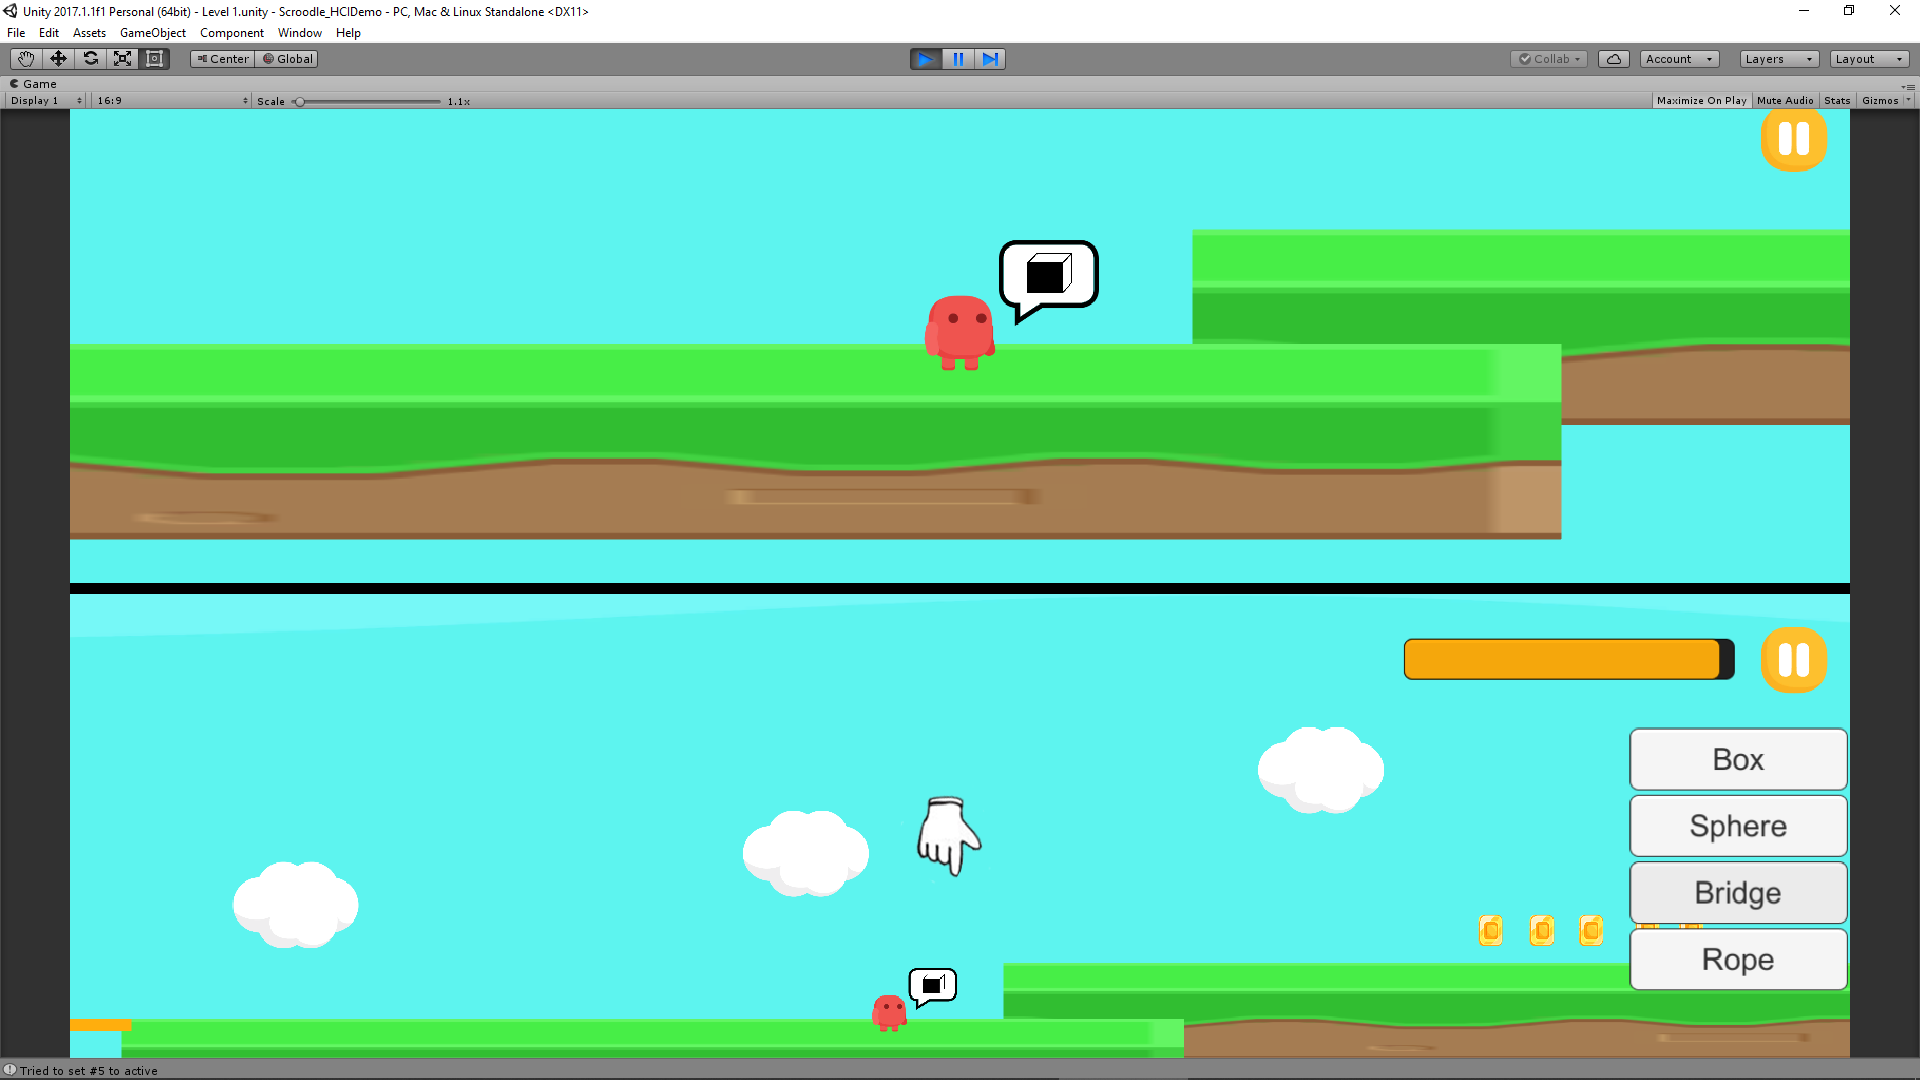 Unity 2017.1.1f1 Personal (64bit) - Level 1.unity - Scroodle_HCIDemo - PC, Mac & Linux Standalone <DX11>
File Edit Assets GameObject Component Window Help
Center Global Collab Account Layers Layout
Game
Display 1 16:9 Scale 1.1x Maximize On Play Mute Audio Stats Gizmos
Box
Sphere
Bridge
Rope
Tried to set #5 to active